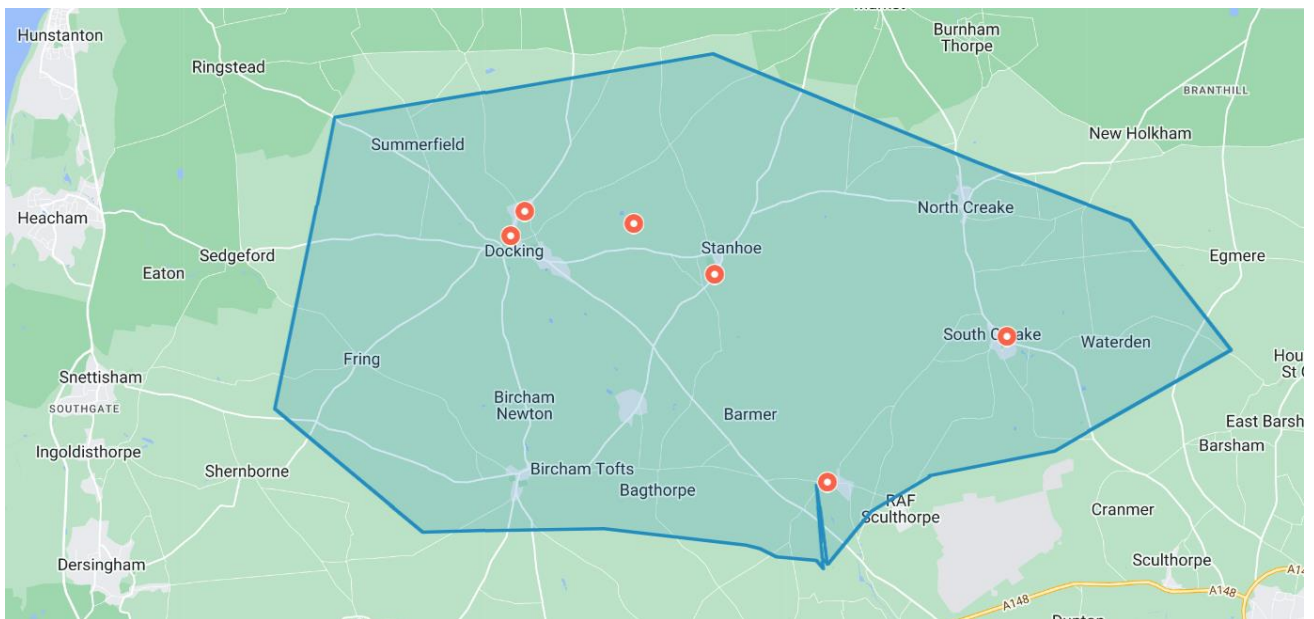 Hunstanton
Ringstead
Burnham
Thorpe
BRANTHILL
New Holkham
Summerfield
Heacham
Sedgeford
Eaton
Docking
Stanhoe
North Creake
Egmere
South C
ake
Waterden
Fring
Snettisham
SOUTHGATE
Bircham
Newton
Barmer
Ingoldisthorpe
Shernborne
Bircham Tofts
Bagthorpe
East Barsh
Barsham
RAF
Sculthorpe
Cranmer
Dersingham
Sculthorpe
A148
A148